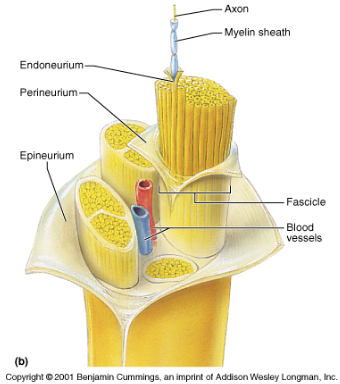 Axon
Myelin sheath
Endoneurium
Perineurium
Epineurium
Fascicle
Blood
vessels
(b)
Copyright © 2001 Benjamin Cummings, an imprint of Addison Wesley Longman, Inc.